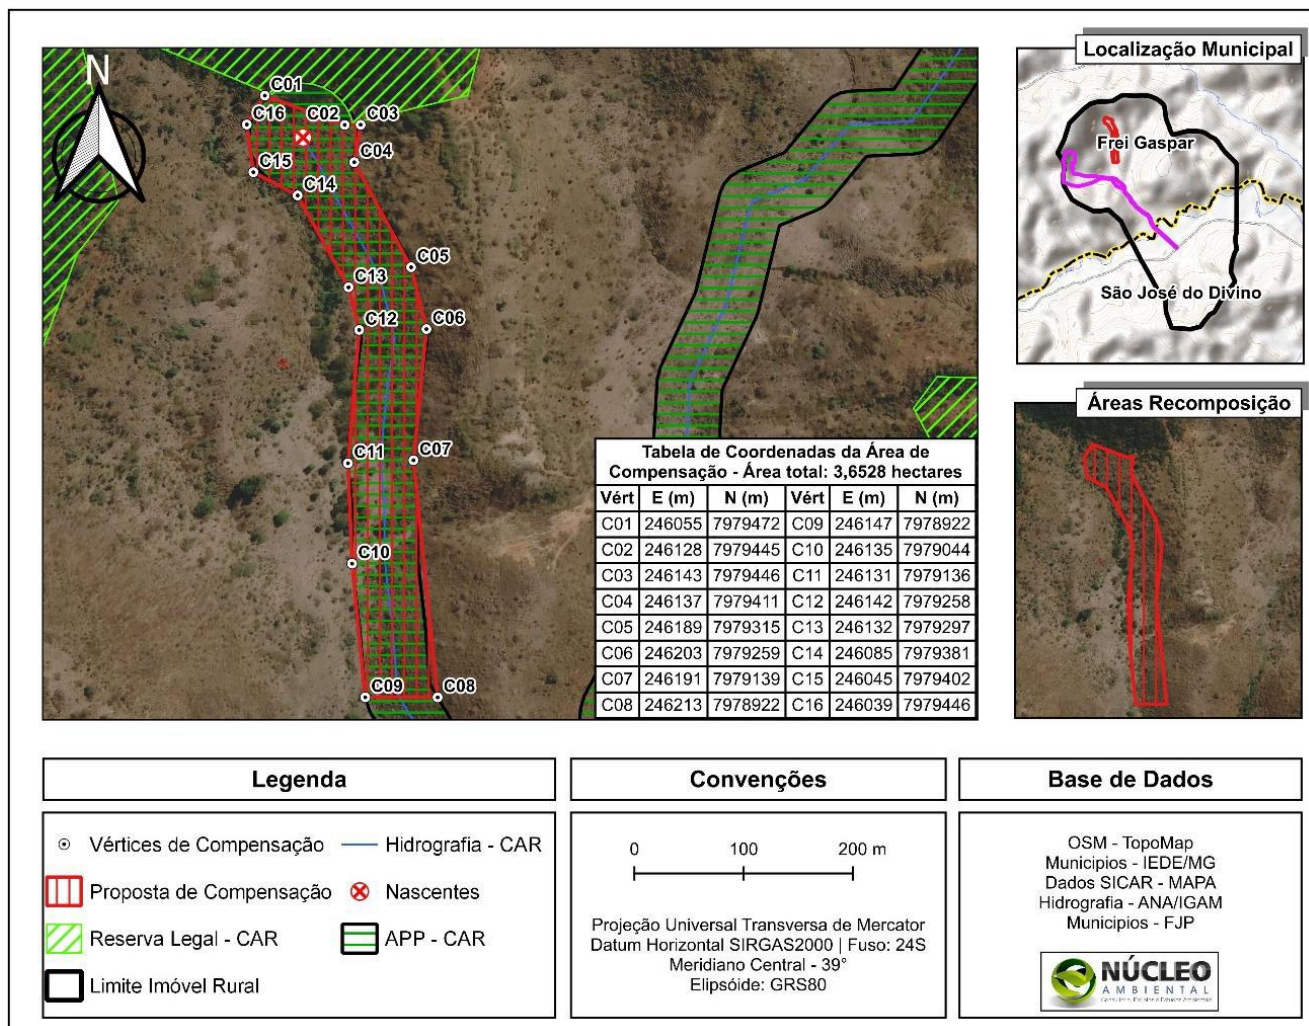 N
C01
C16
C02
C03
C04
C15
C14
C05
C13
C12
C06
C11
C07
C10
C09
C08
Tabela de Coordenadas da Área de
Compensação - Área total: 3,6528 hectares
Vért E (m) N (m) Vért E (m) N (m)
C01 246055 7979472 C09 246147 7978922
C02 246128 7979445 C10 246135 7979044
C03 246143 7979446 C11 246131 7979136
C04 246137 7979411 C12 246142 7979258
C05 246189 7979315 C13 246132 7979297
C06 246203 7979259 C14 246085 7979381
C07 246191 7979139 C15 246045 7979402
C08 246213 7978922 C16 246039 7979446
Localização Municipal
Frei Gaspar
São José do Divino
Áreas Recomposição
Legenda
Vértices de Compensação
Hidrografia - CAR
Proposta de Compensação
Nascentes
Reserva Legal - CAR
APP - CAR
Limite Imóvel Rural
Convenções
0 100 200 m
Projeção Universal Transversa de Mercator
Datum Horizontal SIRGAS2000 | Fuso: 24S
Meridiano Central - 39°
Elipsóide: GRS80
Base de Dados
OSM - TopoMap
Municipios - IEDE/MG
Dados SICAR - MAPA
Hidrografia - ANA/IGAM
Municipios - FJP
NÚCLEO
AMBIENTAL